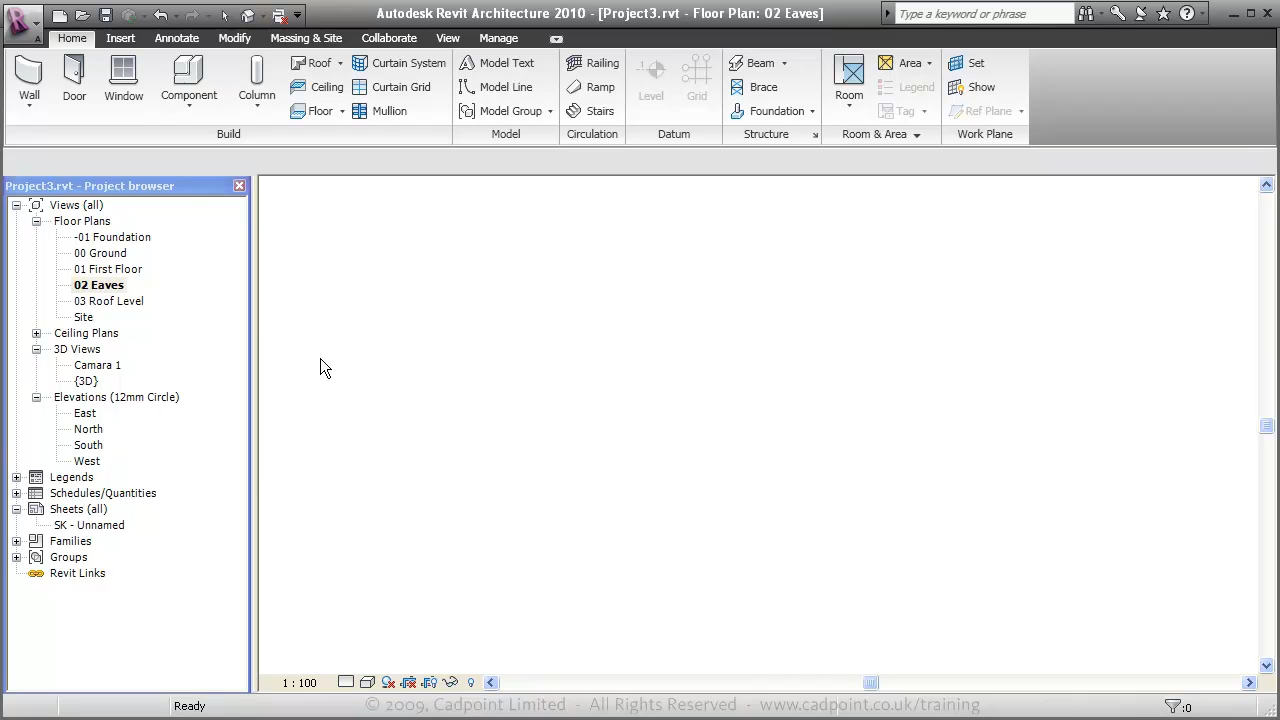 Autodesk Revit Architecture 2010 - [Project3.rvt - Floor Plan: 02 Eaves]
Type a keyword or phrase
Home Insert Annotate Modify Massing & Site Collaborate View Manage
Roof Curtain System Model Text Railing Beam Area Set
Wall Door Window Component Column Ceiling Curtain Grid Model Line Ramp Level Grid Brace Room Legend Show
Floor Mullion Model Group Stairs Foundation Tag Ref Plane
Build Model Circulation Datum Structure Room & Area Work Plane
Project3.rvt - Project browser
Views (all)
Floor Plans
-01 Foundation
00 Ground
01 First Floor
02 Eaves
03 Roof Level
Site
Ceiling Plans
3D Views
Camara 1
{3D}
Elevations (12mm Circle)
East
North
South
West
Legends
Schedules/Quantities
Sheets (all)
SK - Unnamed
Families
Groups
Revit Links
1 : 100
Ready
© 2009, Cadpoint Limited - All Rights Reserved - www.cadpoint.co.uk/training
:0